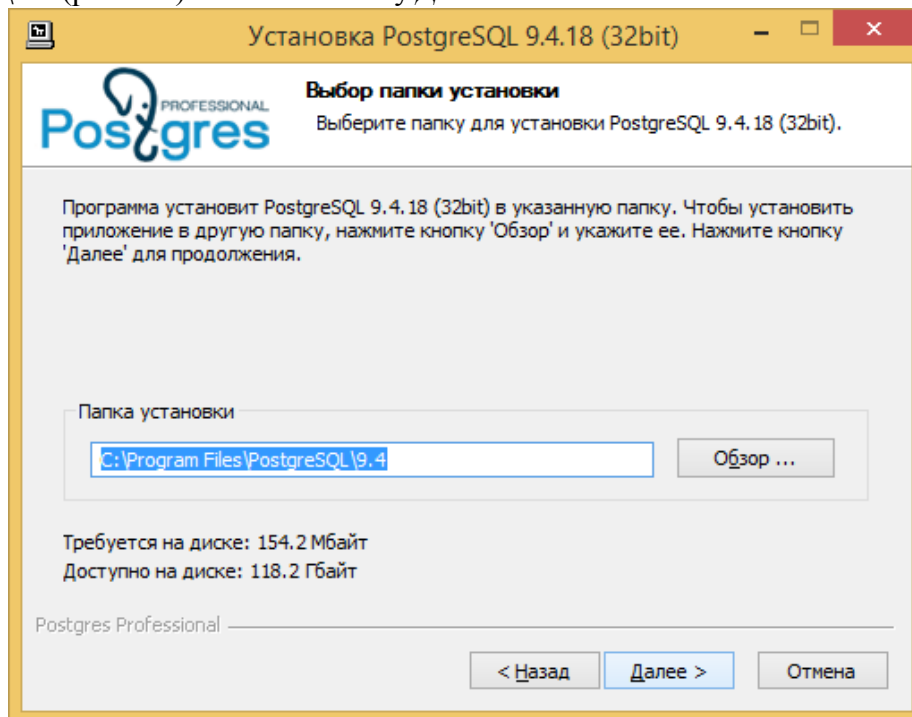 Установка PostgreSQL 9.4.18 (32bit)
PROFESSIONAL
Postgres
Выбор папки установки
Выберите папку для установки PostgreSQL 9.4.18 (32bit).
Программа установит PostgreSQL 9.4.18 (32bit) в указанную папку. Чтобы установить
приложение в другую папку, нажмите кнопку 'Обзор' и укажите ее. Нажмите кнопку
'Далее' для продолжения.
Папка установки
C:\Program Files\PostgreSQL\9.4
Обзор ...
Требуется на диске: 154.2 Мбайт
Доступно на диске: 118.2 Гбайт
Postgres Professional
< Назад
Далее >
Отмена